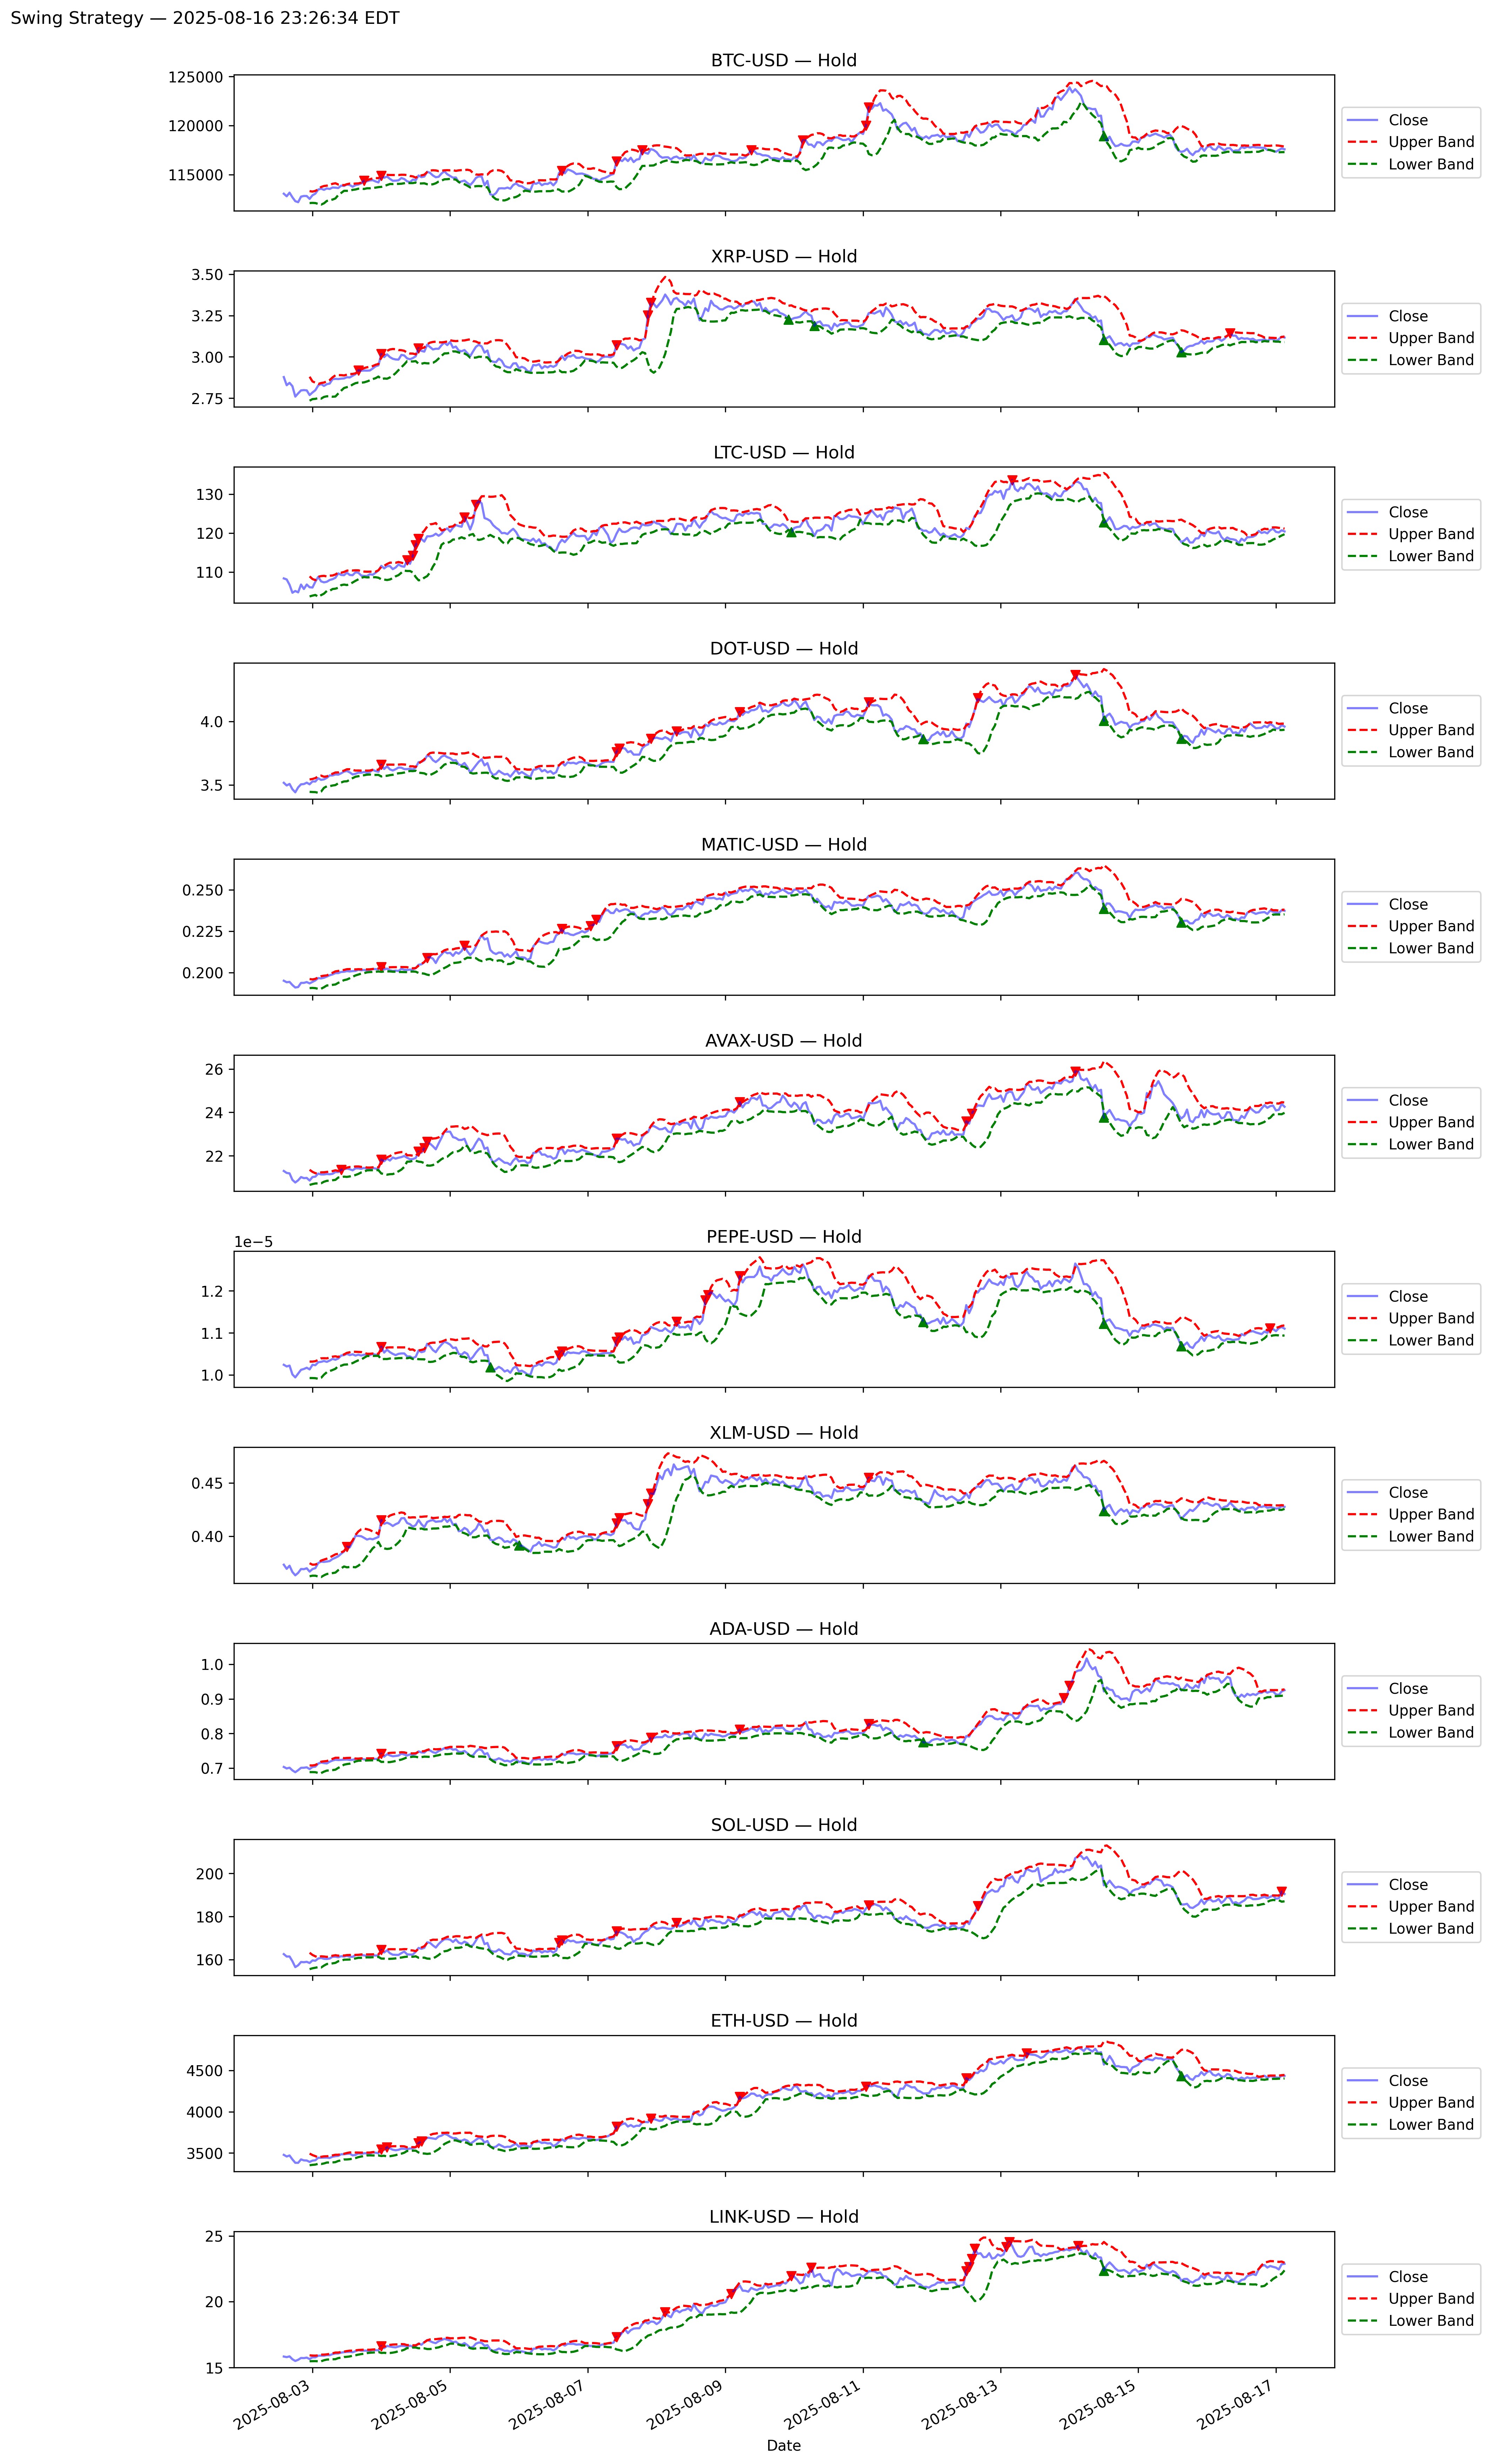 Swing Strategy — 2025-08-16 23:26:34 EDT
BTC-USD — Hold
125000
120000
115000
Close
Upper Band
Lower Band
XRP-USD — Hold
3.50
3.25
3.00
2.75
Close
Upper Band
Lower Band
LTC-USD — Hold
130
120
110
Close
Upper Band
Lower Band
DOT-USD — Hold
4.0
3.5
Close
Upper Band
Lower Band
MATIC-USD — Hold
0.250
0.225
0.200
Close
Upper Band
Lower Band
AVAX-USD — Hold
26
24
22
Close
Upper Band
Lower Band
PEPE-USD — Hold
1e−5
1.2
1.1
1.0
Close
Upper Band
Lower Band
XLM-USD — Hold
0.45
0.40
Close
Upper Band
Lower Band
ADA-USD — Hold
1.0
0.9
0.8
0.7
Close
Upper Band
Lower Band
SOL-USD — Hold
200
180
160
Close
Upper Band
Lower Band
ETH-USD — Hold
4500
4000
3500
Close
Upper Band
Lower Band
LINK-USD — Hold
25
20
15
Close
Upper Band
Lower Band
2025-08-03
2025-08-05
2025-08-07
2025-08-09
2025-08-11
2025-08-13
2025-08-15
2025-08-17
Date